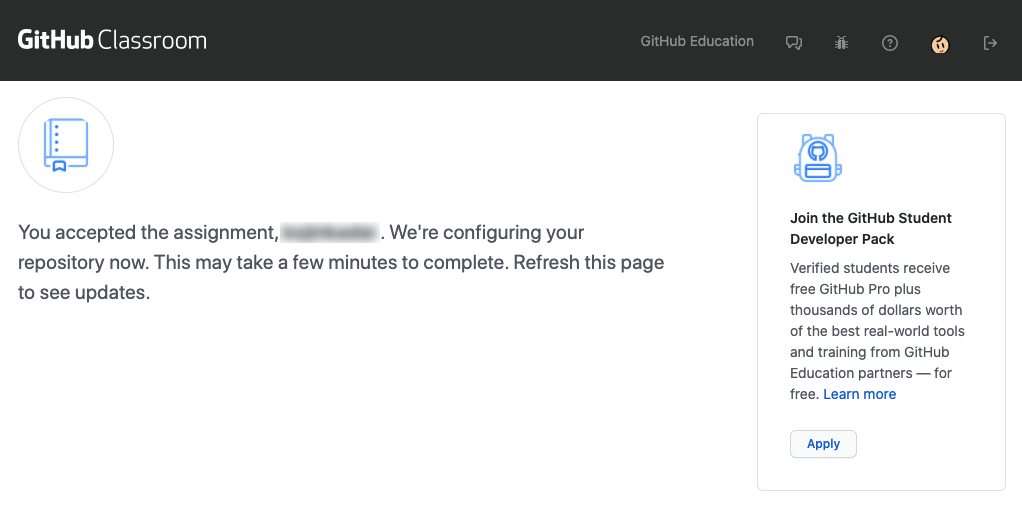 GitHub Classroom
GitHub Education
You accepted the assignment, . We're configuring your
repository now. This may take a few minutes to complete. Refresh this page
to see updates.
Join the GitHub Student
Developer Pack
Verified students receive
free GitHub Pro plus
thousands of dollars worth
of the best real-world tools
and training from GitHub
Education partners — for
free. Learn more
Apply